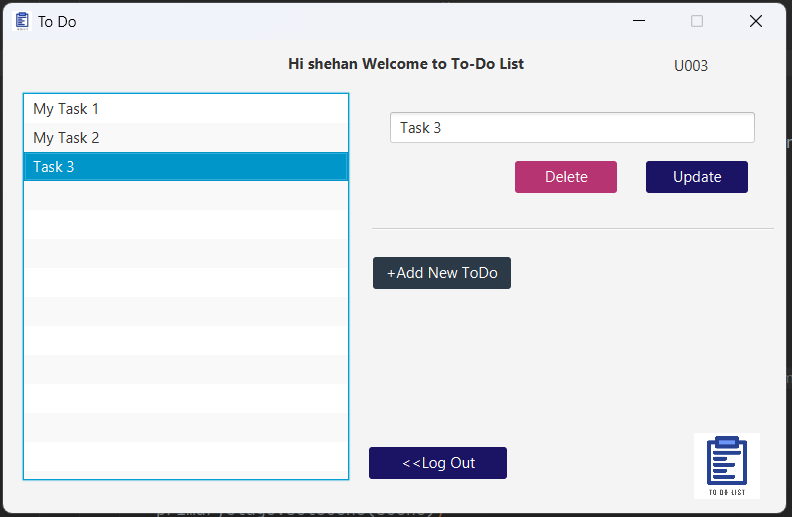 To Do
Hi shehan Welcome to To-Do List
U003
My Task 1
My Task 2
Task 3
Task 3
Delete
Update
+Add New ToDo
<<Log Out
TO DO LIST